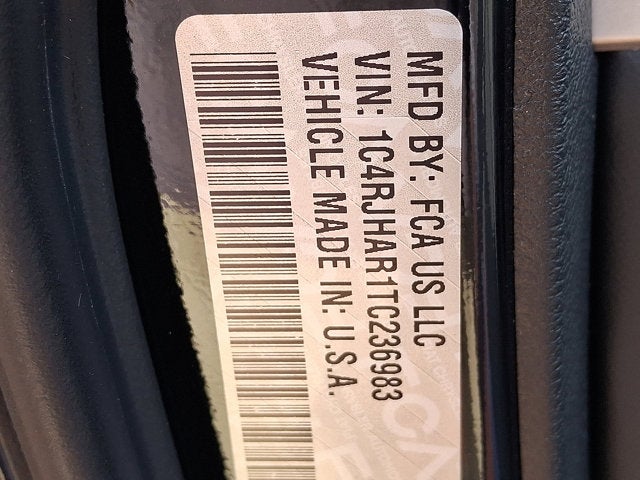 MFD BY: FCA US LLC
VIN: 1C4RJHAR1TC236983
VEHICLE MADE IN: U.S.A.